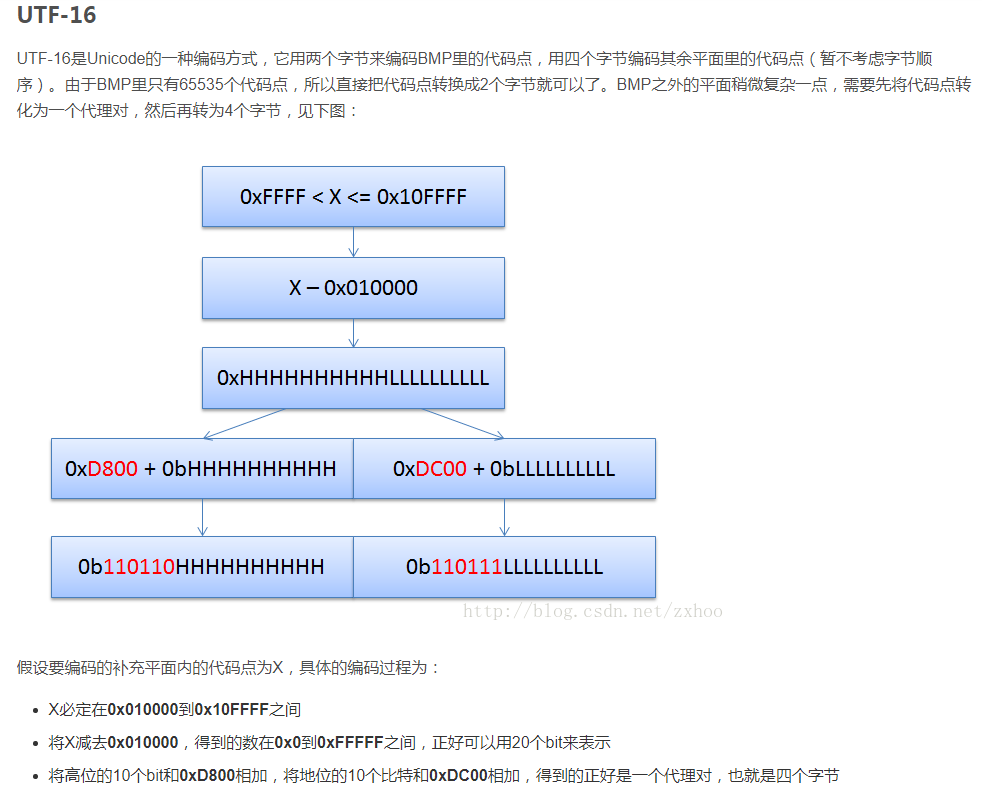 UTF-16
UTF-16是Unicode的一种编码方式，它用两个字节来编码BMP里的代码点，用四个字节编码其余平面里的代码点（暂不考虑字节顺
序）。由于BMP里只有65535个代码点，所以直接把代码点转换成2个字节就可以了。BMP之外的平面稍微复杂一点，需要先将代码点转
化为一个代理对，然后再转为4个字节，见下图：
0xFFFF < X <= 0x10FFFF
X – 0x010000
0xHHHHHHHHHHLLLLLLLLLL
0xD800 + 0bHHHHHHHHHH
0xDC00 + 0bLLLLLLLLLL
0b110110HHHHHHHHHH
0b110111LLLLLLLLLL
http://blog.csdn.net/zxhoo
假设要编码的补充平面内的代码点为X，具体的编码过程为：
• X必定在0x010000到0x10FFFF之间
• 将X减去0x010000，得到的数在0x0到0xFFFFF之间，正好可以用20个bit来表示
• 将高位的10个bit和0xD800相加，将地位的10个比特和0xDC00相加，得到的正好是一个代理对，也就是四个字节